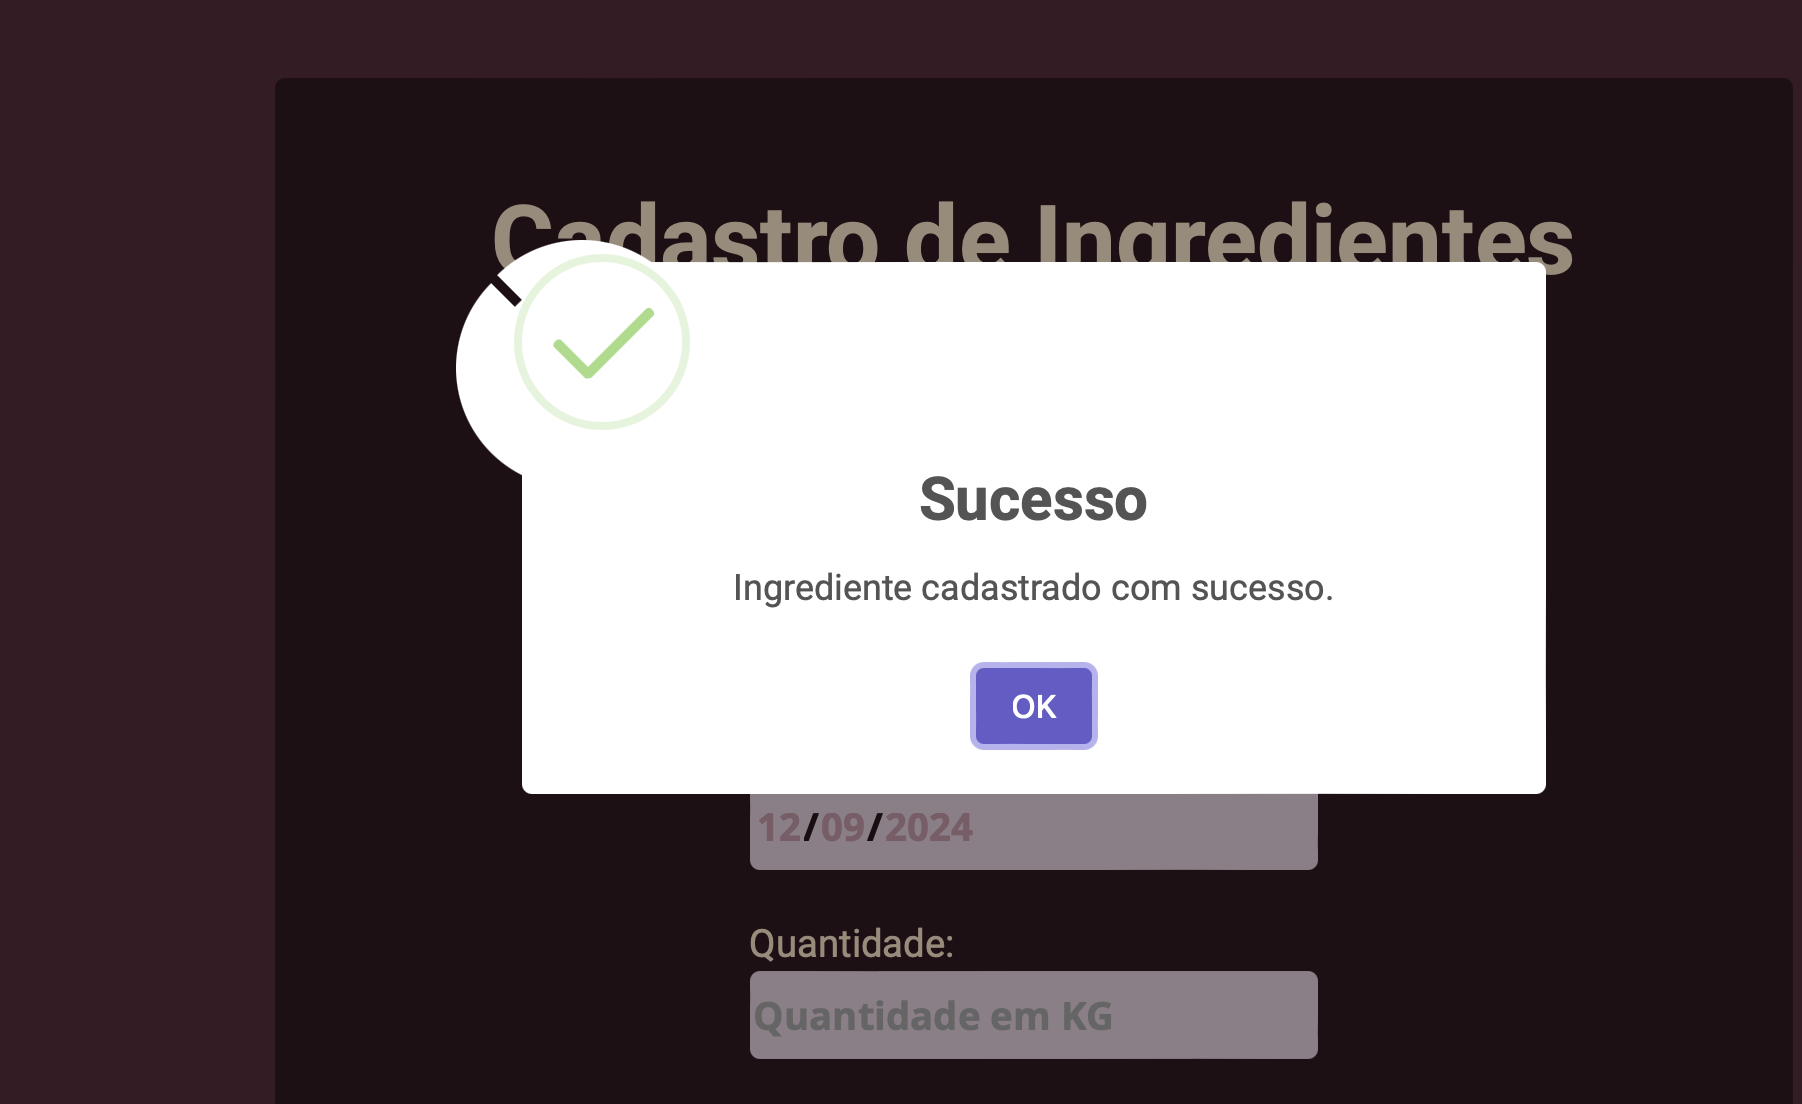 Cadastro de Ingredientes
Sucesso
Ingrediente cadastrado com sucesso.
OK
12/09/2024
Quantidade:
Quantidade em KG